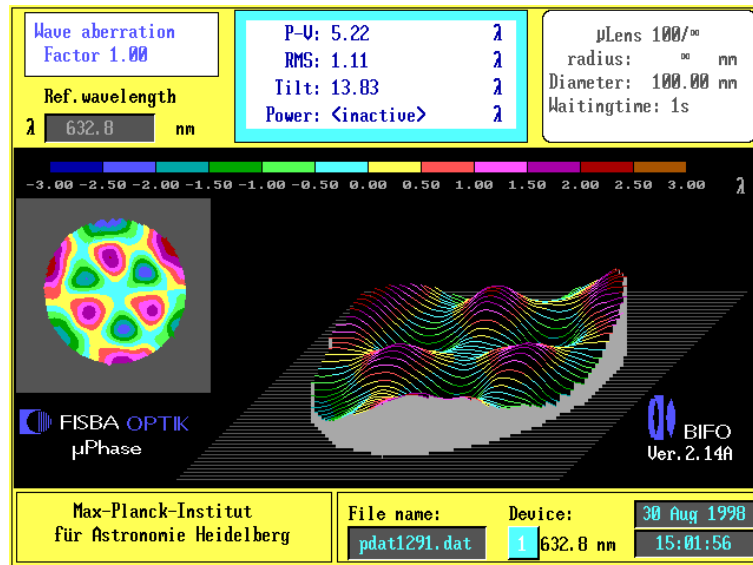 Wave aberration
Factor 1.00
Ref.wavelength
λ 632.8 nm
P-V: 5.22 λ
RMS: 1.11 λ
Tilt: 13.83 λ
Power: <inactive> λ
µLens 100/∞
radius: ∞ mm
Diameter: 100.00 mm
Waitingtime: 1s
-3.00 -2.50 -2.00 -1.50 -1.00 -0.50 0.00 0.50 1.00 1.50 2.00 2.50 3.00 λ
FISBA OPTIK
µPhase
BIFO
Ver.2.14A
Max-Planck-Institut
für Astronomie Heidelberg
File name:
pdat1291.dat
Device:
1 632.8 nm
30 Aug 1998
15:01:56